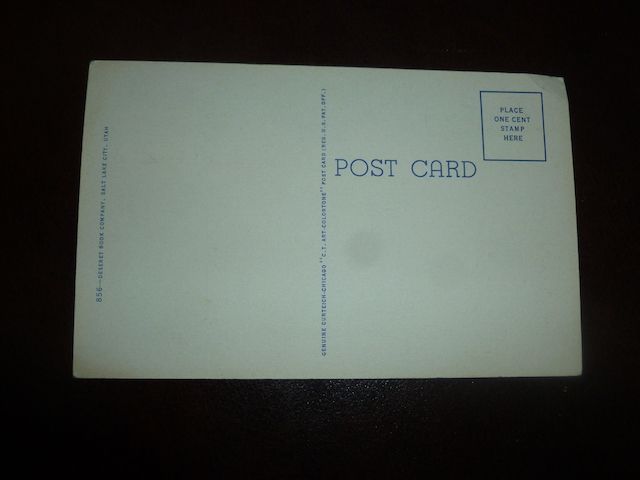 856—DESERET BOOK COMPANY, SALT LAKE CITY, UTAH
GENUINE CURTEICH-CHICAGO "C.T. ART-COLORTONE" POST CARD (REG. U.S. PAT. OFF.)
POST CARD
PLACE
ONE CENT
STAMP
HERE